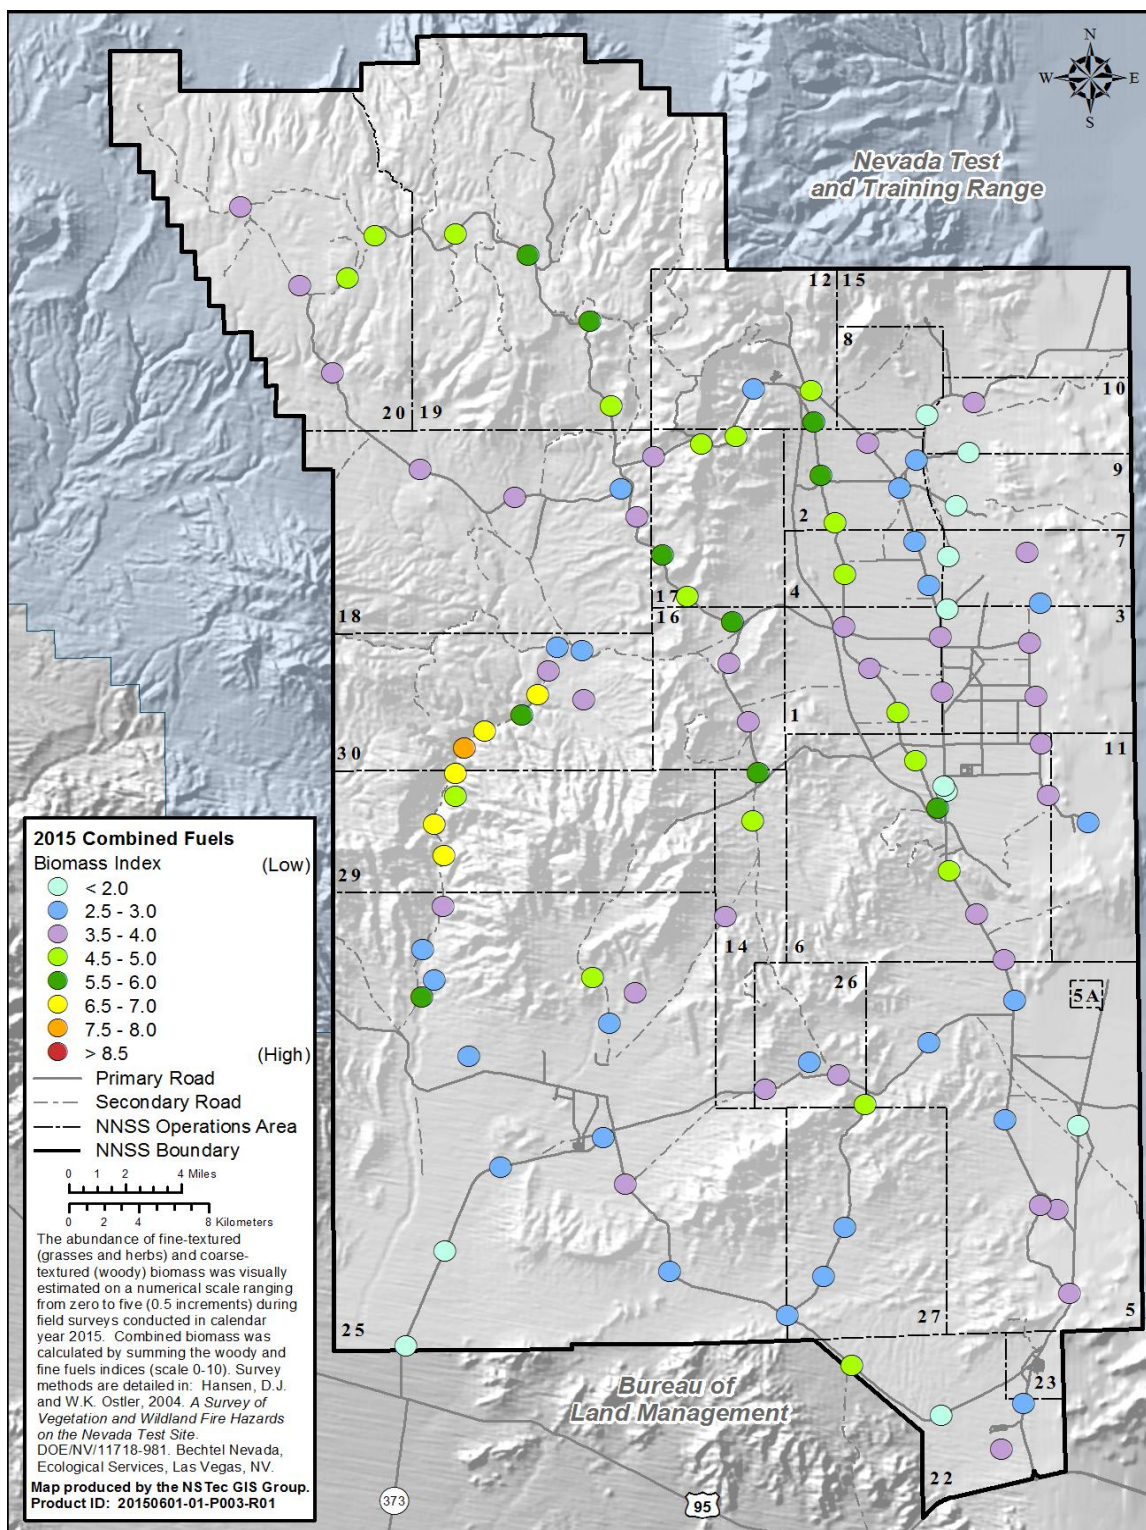 N
W E
S
Nevada Test
and Training Range
12 15
8
10
20 19
9
2
7
17
4
18
16
3
1
30
11
29
14
6
26
5A
25
27
5
23
22
Bureau of
Land Management
373
95
2015 Combined Fuels
Biomass Index (Low)
< 2.0
2.5 - 3.0
3.5 - 4.0
4.5 - 5.0
5.5 - 6.0
6.5 - 7.0
7.5 - 8.0
> 8.5 (High)
Primary Road
Secondary Road
NNSS Operations Area
NNSS Boundary
0 1 2 4 Miles
0 2 4 8 Kilometers
The abundance of fine-textured
(grasses and herbs) and coarse-
textured (woody) biomass was visually
estimated on a numerical scale ranging
from zero to five (0.5 increments) during
field surveys conducted in calendar
year 2015. Combined biomass was
calculated by summing the woody and
fine fuels indices (scale 0-10). Survey
methods are detailed in: Hansen, D.J.
and W.K. Ostler, 2004. A Survey of
Vegetation and Wildland Fire Hazards
on the Nevada Test Site.
DOE/NV/11718-981. Bechtel Nevada,
Ecological Services, Las Vegas, NV.
Map produced by the NSTec GIS Group.
Product ID: 20150601-01-P003-R01